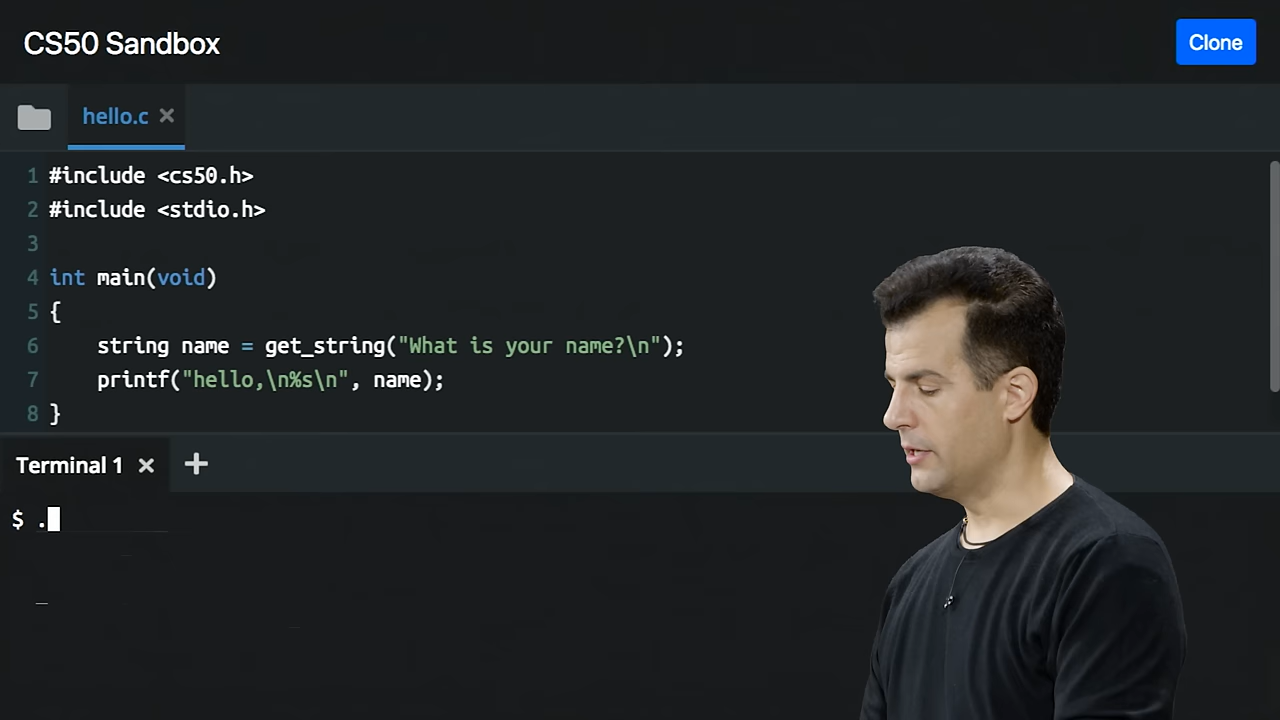 CS50 Sandbox
Clone
hello.c
1 #include <cs50.h>
2 #include <stdio.h>
3
4 int main(void)
5 {
6     string name = get_string("What is your name?\n");
7     printf("hello,\n%s\n", name);
8 }
Terminal 1
$ .